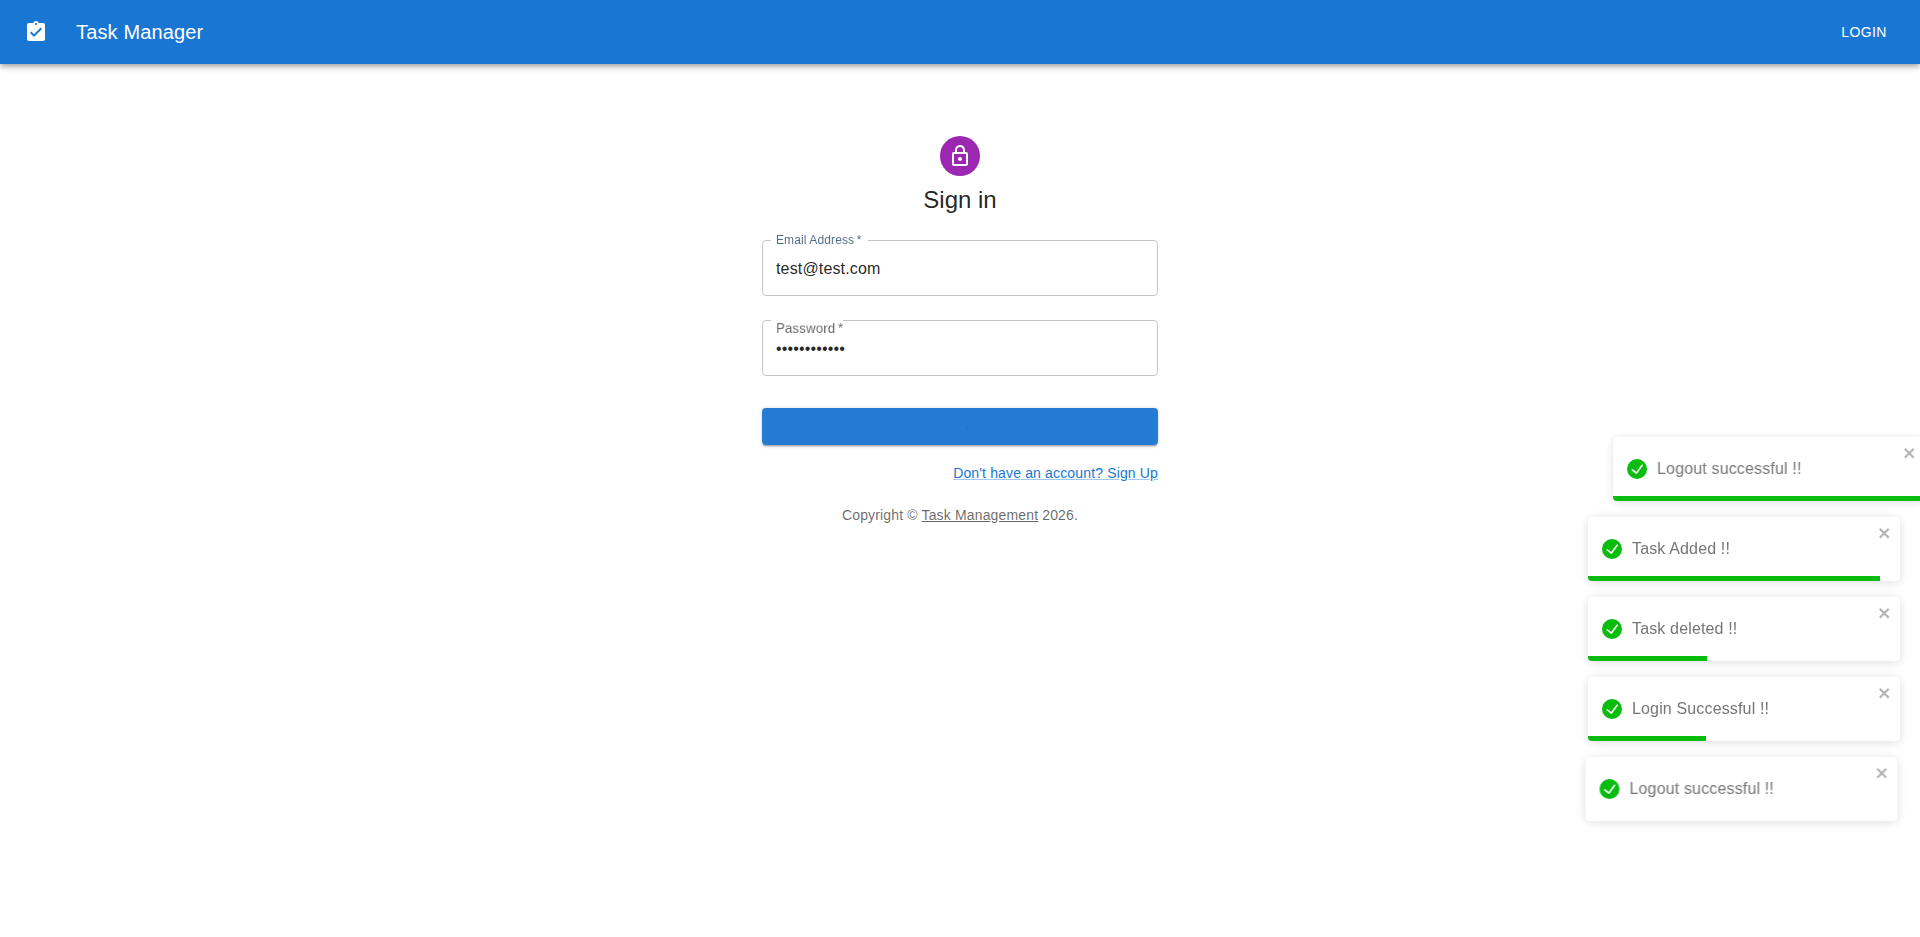 Task Manager
LOGIN
Sign in
Email Address *
test@test.com
Password *
••••••••••••
Don't have an account? Sign Up
Copyright © Task Management 2026.
Logout successful !!
Task Added !!
Task deleted !!
Login Successful !!
Logout successful !!